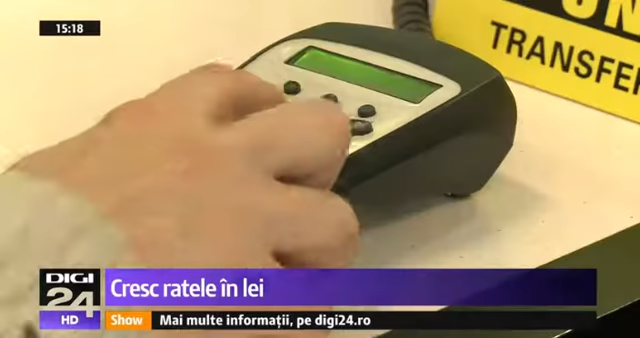 15:18
TRANSFER
Cresc ratele în lei
DIGI
24
HD
Show
Mai multe informații, pe digi24.ro